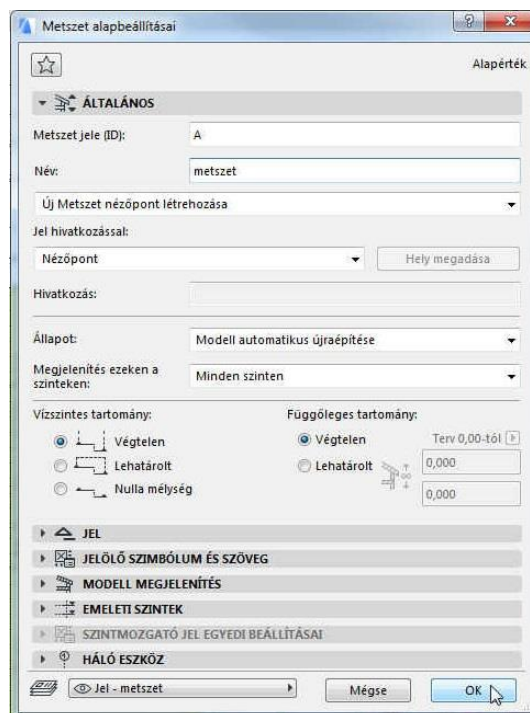 Metszet alapbeállításai
Alapérték
ÁLTALÁNOS
Metszet jele (ID): A
Név: metszet
Új Metszet nézőpont létrehozása
Jel hivatkozással:
Nézőpont Hely megadása
Hivatkozás:
Állapot: Modell automatikus újraépítése
Megjelenítés ezeken a
szinteken: Minden szinten
Vízszintes tartomány: Függőleges tartomány:
Végtelen Végtelen Terv 0,00-tól
Lehatárolt Lehatárolt 0,000
Nulla mélység 0,000
JEL
JELÖLŐ SZIMBÓLUM ÉS SZÖVEG
MODELL MEGJELENÍTÉS
EMELETI SZINTEK
SZINTMOZGATÓ JEL EGYEDI BEÁLLÍTÁSAI
HÁLÓ ESZKÖZ
Jel - metszet Mégse OK